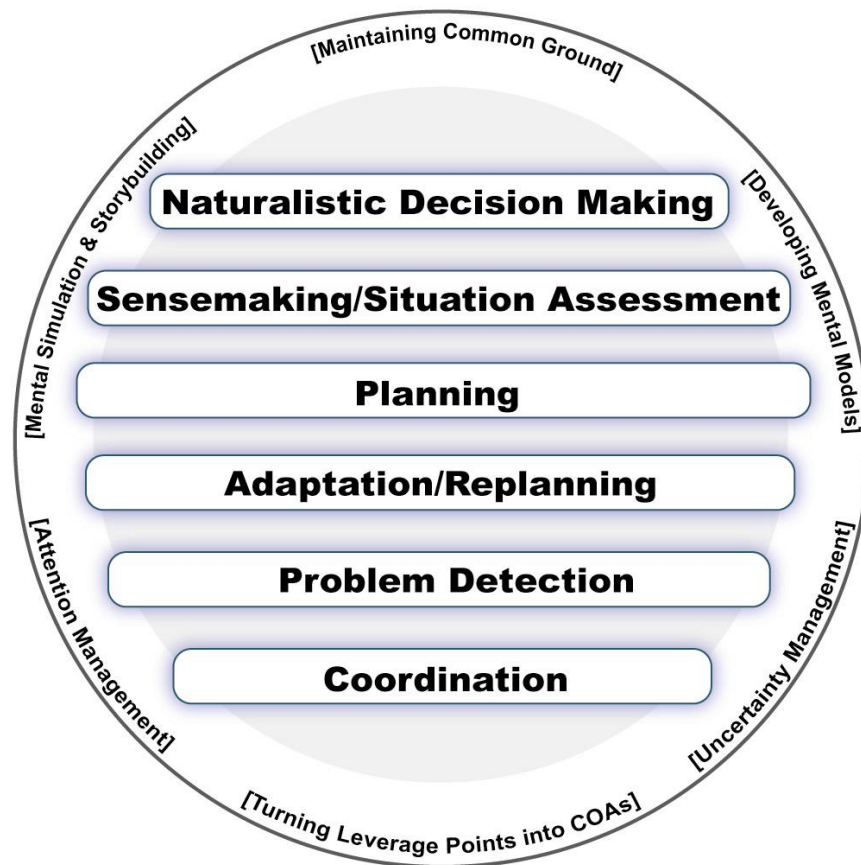 [Maintaining Common Ground]
[Mental Simulation & Storybuilding]
[Developing Mental Models]
Naturalistic Decision Making
Sensemaking/Situation Assessment
Planning
Adaptation/Replanning
Problem Detection
Coordination
[Attention Management]
[Uncertainty Management]
[Turning Leverage Points into COAs]